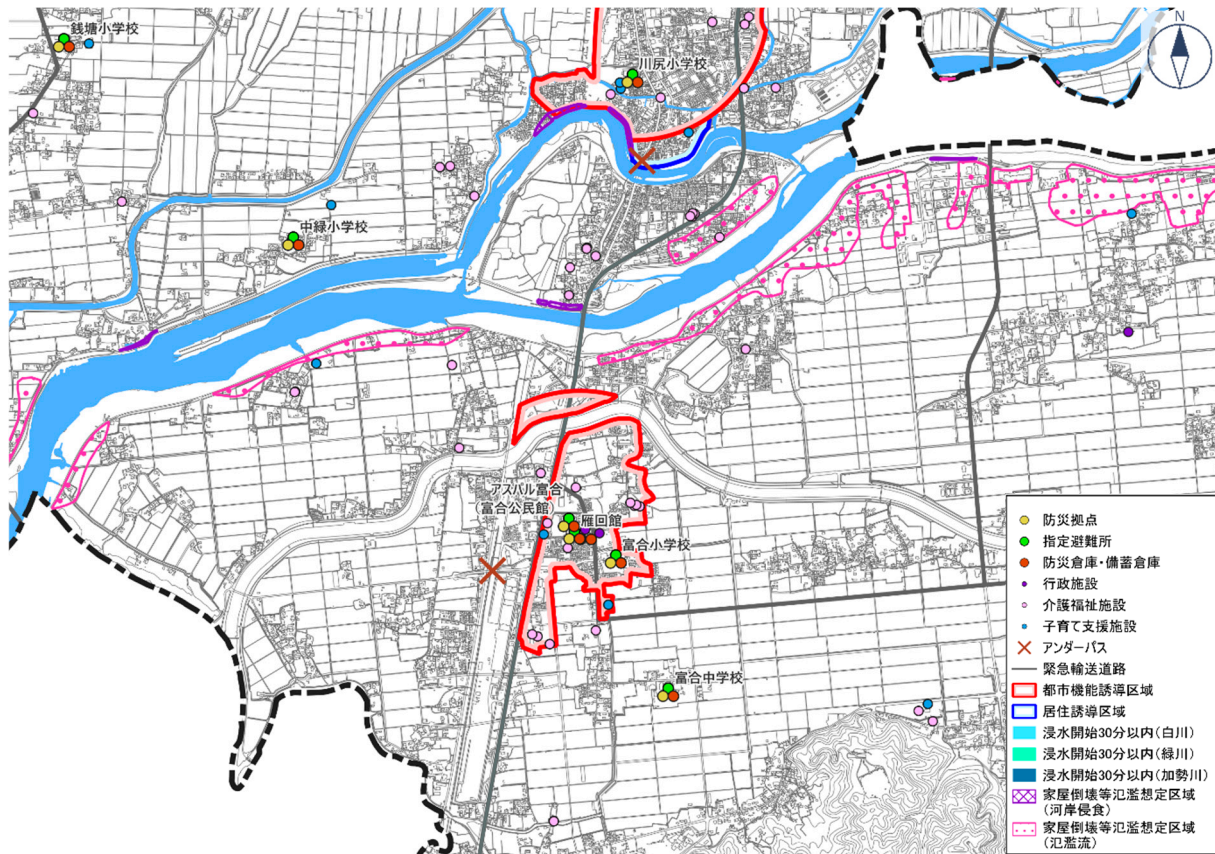 銭塘小学校
川尻小学校
N
中緑小学校
アスパル富合
(富合公民館)
雁回館
富合小学校
富合中学校
防災拠点
指定避難所
防災倉庫・備蓄倉庫
行政施設
介護福祉施設
子育て支援施設
アンダーパス
緊急輸送道路
都市機能誘導区域
居住誘導区域
浸水開始30分以内(白川)
浸水開始30分以内(緑川)
浸水開始30分以内(加勢川)
家屋倒壊等氾濫想定区域
(河岸侵食)
家屋倒壊等氾濫想定区域
(氾濫流)